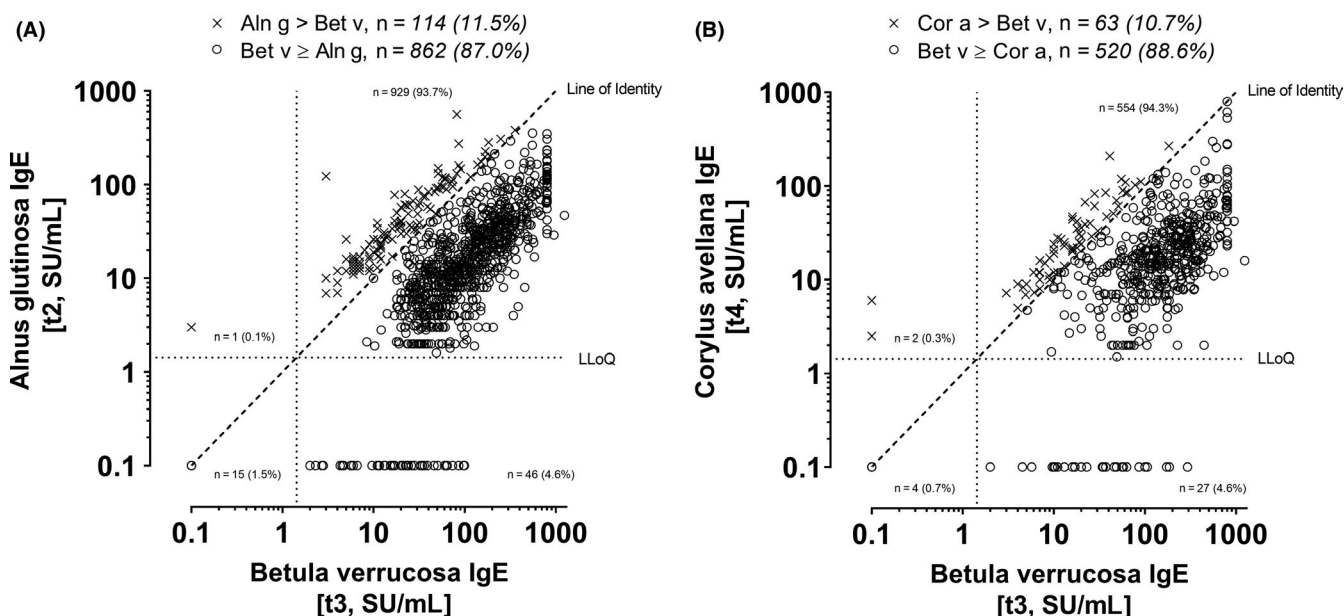 (A)
× Aln g > Bet v, n = 114 (11.5%)
○ Bet v ≥ Aln g, n = 862 (87.0%)
n = 929 (93.7%)
Line of Identity
1000
100
10
1
0.1
Alnus glutinosa IgE
[t2, SU/mL]
n = 1 (0.1%)
LLoQ
n = 15 (1.5%)
n = 46 (4.6%)
0.1 1 10 100 1000
Betula verrucosa IgE
[t3, SU/mL]
(B)
× Cor a > Bet v, n = 63 (10.7%)
○ Bet v ≥ Cor a, n = 520 (88.6%)
n = 554 (94.3%)
Line of Identity
1000
100
10
1
0.1
Corylus avellana IgE
[t4, SU/mL]
n = 2 (0.3%)
LLoQ
n = 4 (0.7%)
n = 27 (4.6%)
0.1 1 10 100 1000
Betula verrucosa IgE
[t3, SU/mL]